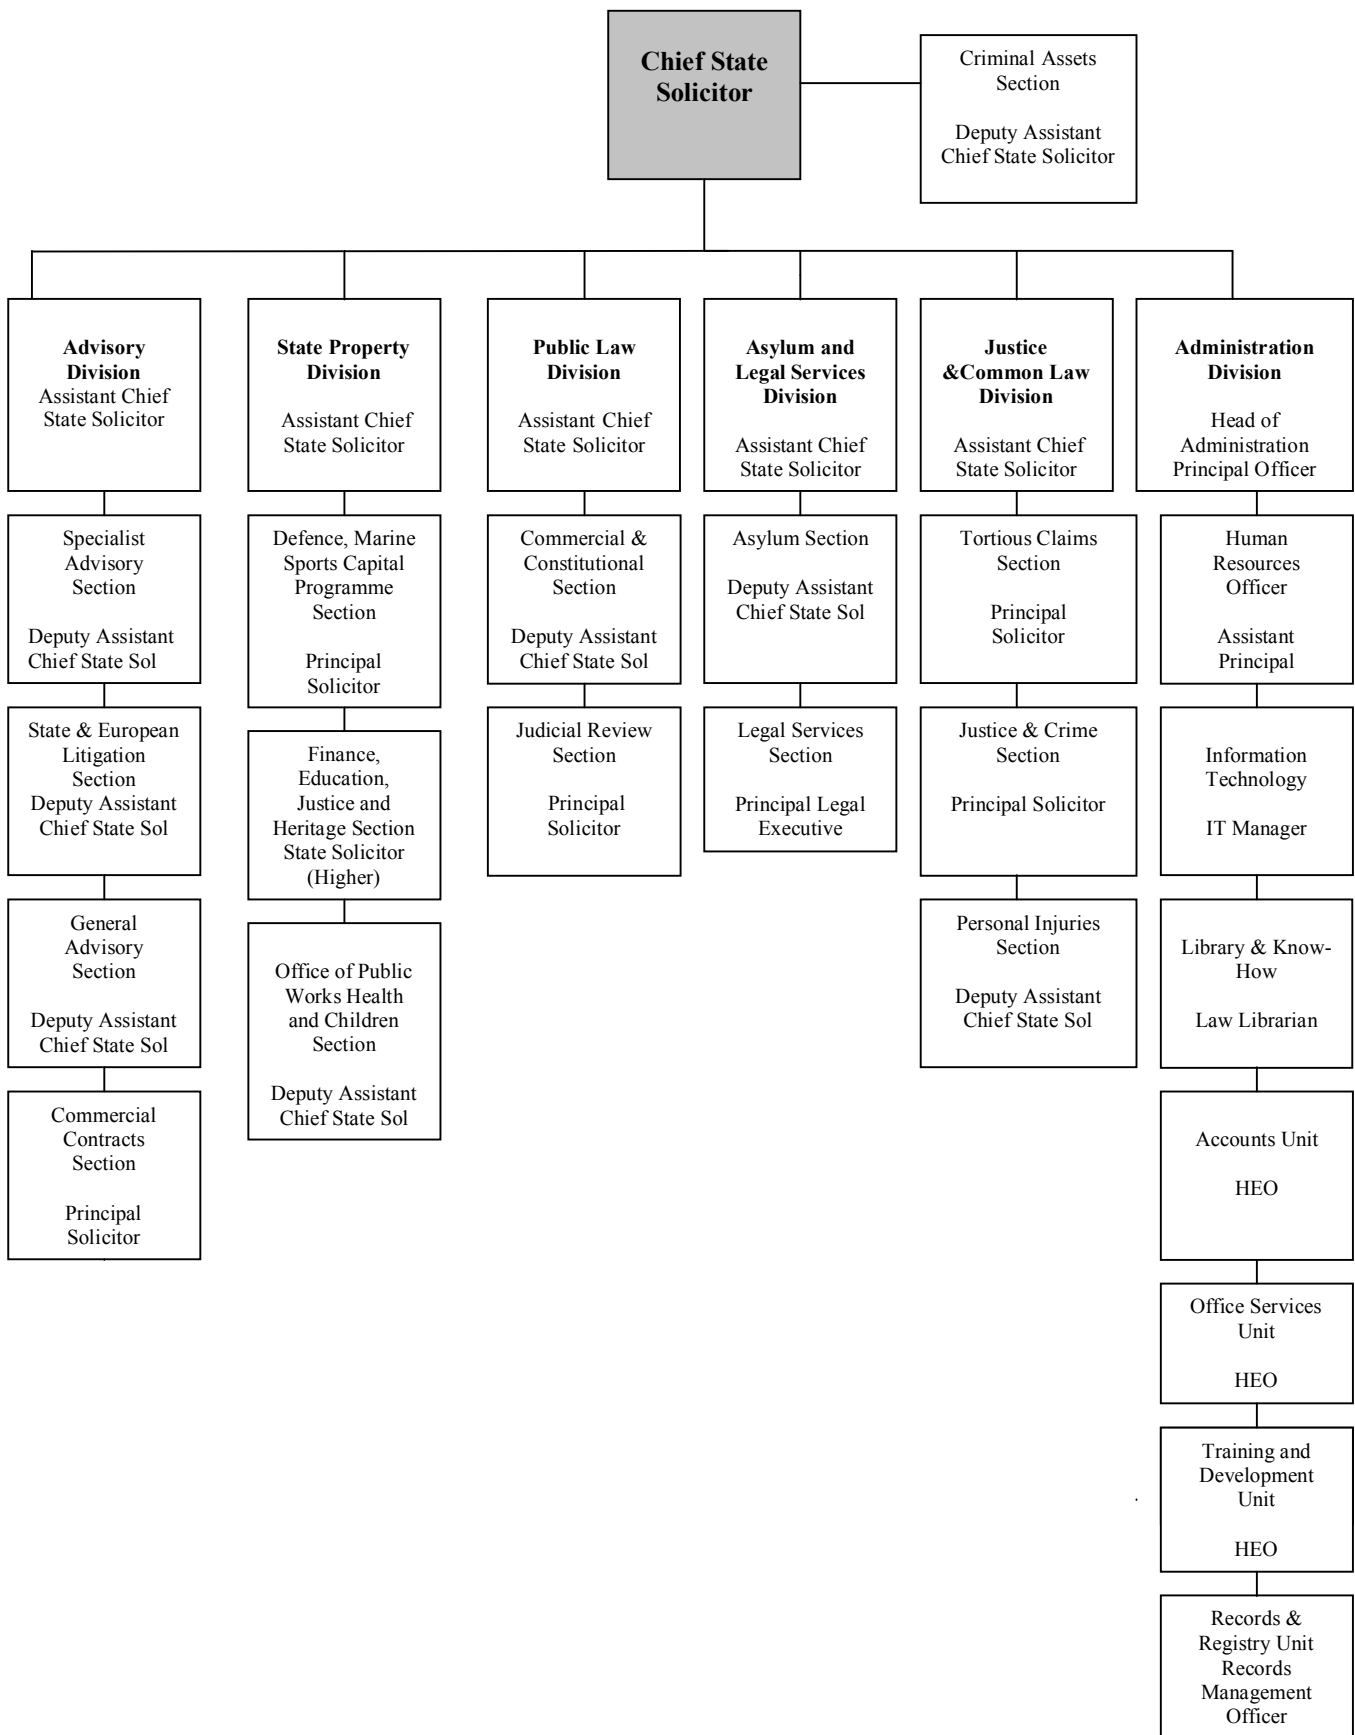 Chief State
Solicitor
Criminal Assets
Section
Deputy Assistant
Chief State Solicitor
Advisory
Division
Assistant Chief
State Solicitor
Specialist
Advisory
Section
Deputy Assistant
Chief State Sol
State & European
Litigation
Section
Deputy Assistant
Chief State Sol
General
Advisory
Section
Deputy Assistant
Chief State Sol
Commercial
Contracts
Section
Principal
Solicitor
State Property
Division
Assistant Chief
State Solicitor
Defence, Marine
Sports Capital
Programme
Section
Principal
Solicitor
Finance,
Education,
Justice and
Heritage Section
State Solicitor
(Higher)
Office of Public
Works Health
and Children
Section
Deputy Assistant
Chief State Sol
Public Law
Division
Assistant Chief
State Solicitor
Commercial &
Constitutional
Section
Deputy Assistant
Chief State Sol
Judicial Review
Section
Principal
Solicitor
Asylum and
Legal Services
Division
Assistant Chief
State Solicitor
Asylum Section
Deputy Assistant
Chief State Sol
Legal Services
Section
Principal Legal
Executive
Justice
&Common Law
Division
Assistant Chief
State Solicitor
Tortious Claims
Section
Principal
Solicitor
Justice & Crime
Section
Principal Solicitor
Personal Injuries
Section
Deputy Assistant
Chief State Sol
Administration
Division
Head of
Administration
Principal Officer
Human
Resources
Officer
Assistant
Principal
Information
Technology
IT Manager
Library & Know-
How
Law Librarian
Accounts Unit
HEO
Office Services
Unit
HEO
Training and
Development
Unit
HEO
Records &
Registry Unit
Records
Management
Officer